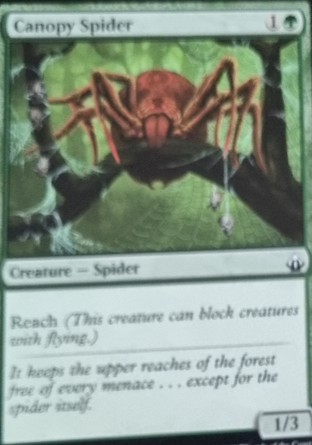 Canopy Spider 1
Creature — Spider
Reach (This creature can block creatures
with flying.)
It keeps the upper reaches of the forest
free of every menace . . . except for the
spider itself.
1/3